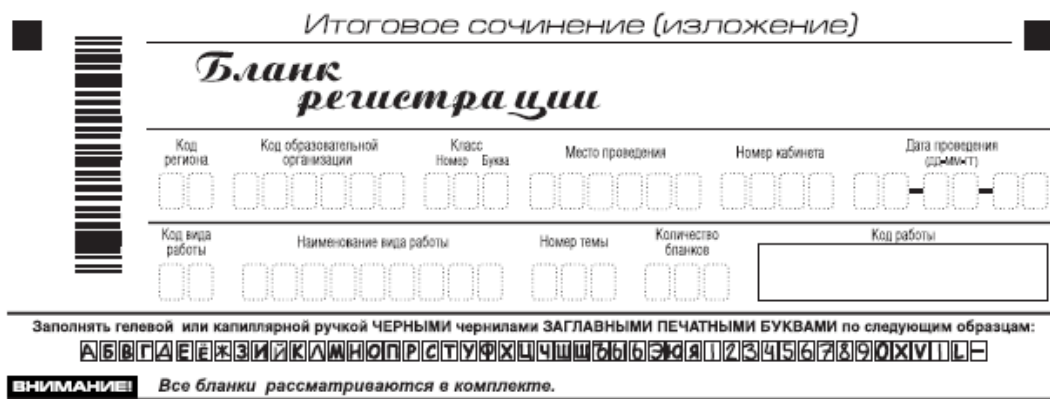 Итоговое сочинение (изложение)
Бланк
регистрации
Код региона
Код образовательной организации
Класс
Номер Буква
Место проведения
Номер кабинета
Дата проведения (ДД-ММ-ГГ)
Код вида работы
Наименование вида работы
Номер темы
Количество бланков
Код работы
Заполнять гелевой или капиллярной ручкой ЧЕРНЫМИ чернилами ЗАГЛАВНЫМИ ПЕЧАТНЫМИ БУКВАМИ по следующим образцам:
АБВГДЕЁЖЗИЙКЛМНОПРСТУФХЦЧШЩЪЫЬЭЮЯ1234567890XVIL-
ВНИМАНИЕ! Все бланки рассматриваются в комплекте.